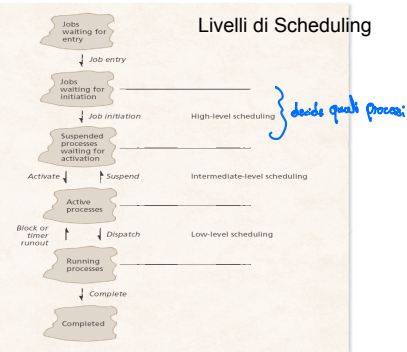 Livelli di Scheduling
Jobs
waiting for
entry
Job entry
Jobs
waiting for
initiation
Job initiation
High-level scheduling
decide quali processi
Suspended
processes
waiting for
activation
Activate
Suspend
Intermediate-level scheduling
Active
processes
Block or
timer
runout
Dispatch
Low-level scheduling
Running
processes
Complete
Completed